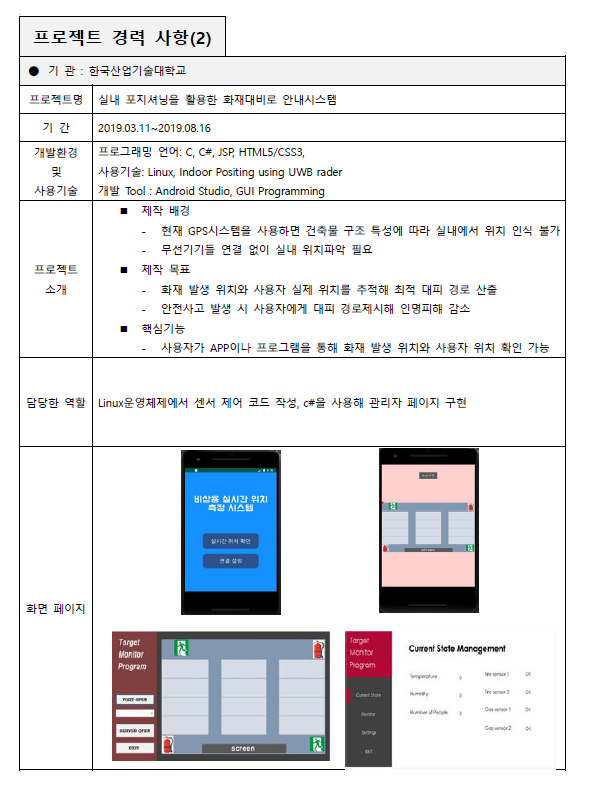 프로젝트 경력 사항(2)
● 기 관 : 한국산업기술대학교
프로젝트명
실내 포지셔닝을 활용한 화재대비로 안내시스템
기 간
2019.03.11~2019.08.16
개발환경
및
사용기술
프로그래밍 언어: C, C#, JSP, HTML5/CSS3,
사용기술: Linux, Indoor Positing using UWB rader
개발 Tool : Android Studio, GUI Programming
프로젝트
소개
■ 제작 배경
- 현재 GPS시스템을 사용하면 건축물 구조 특성에 따라 실내에서 위치 인식 불가
- 무선기기들 연결 없이 실내 위치파악 필요
■ 제작 목표
- 화재 발생 위치와 사용자 실제 위치를 추적해 최적 대피 경로 산출
- 안전사고 발생 시 사용자에게 대피 경로제시해 인명피해 감소
■ 핵심기능
- 사용자가 APP이나 프로그램을 통해 화재 발생 위치와 사용자 위치 확인 가능
담당한 역할
Linux운영체제에서 센서 제어 코드 작성, c#을 사용해 관리자 페이지 구현
화면 페이지
비상용 실시간 위치
측정 시스템
실시간 위치 확인
연결 설정
screen
Target
Monitor
Program
PORT OPEN
SERVER OPEN
EXIT
screen
Target
Monitor
Program
Current State
Monitor
Settings
EXIT
Current State Management
Temperature 0
Humidity 0
Number of People 0
fire sensor 1 OK
fire sensor 2 OK
Gas sensor 1 OK
Gas sensor 2 OK